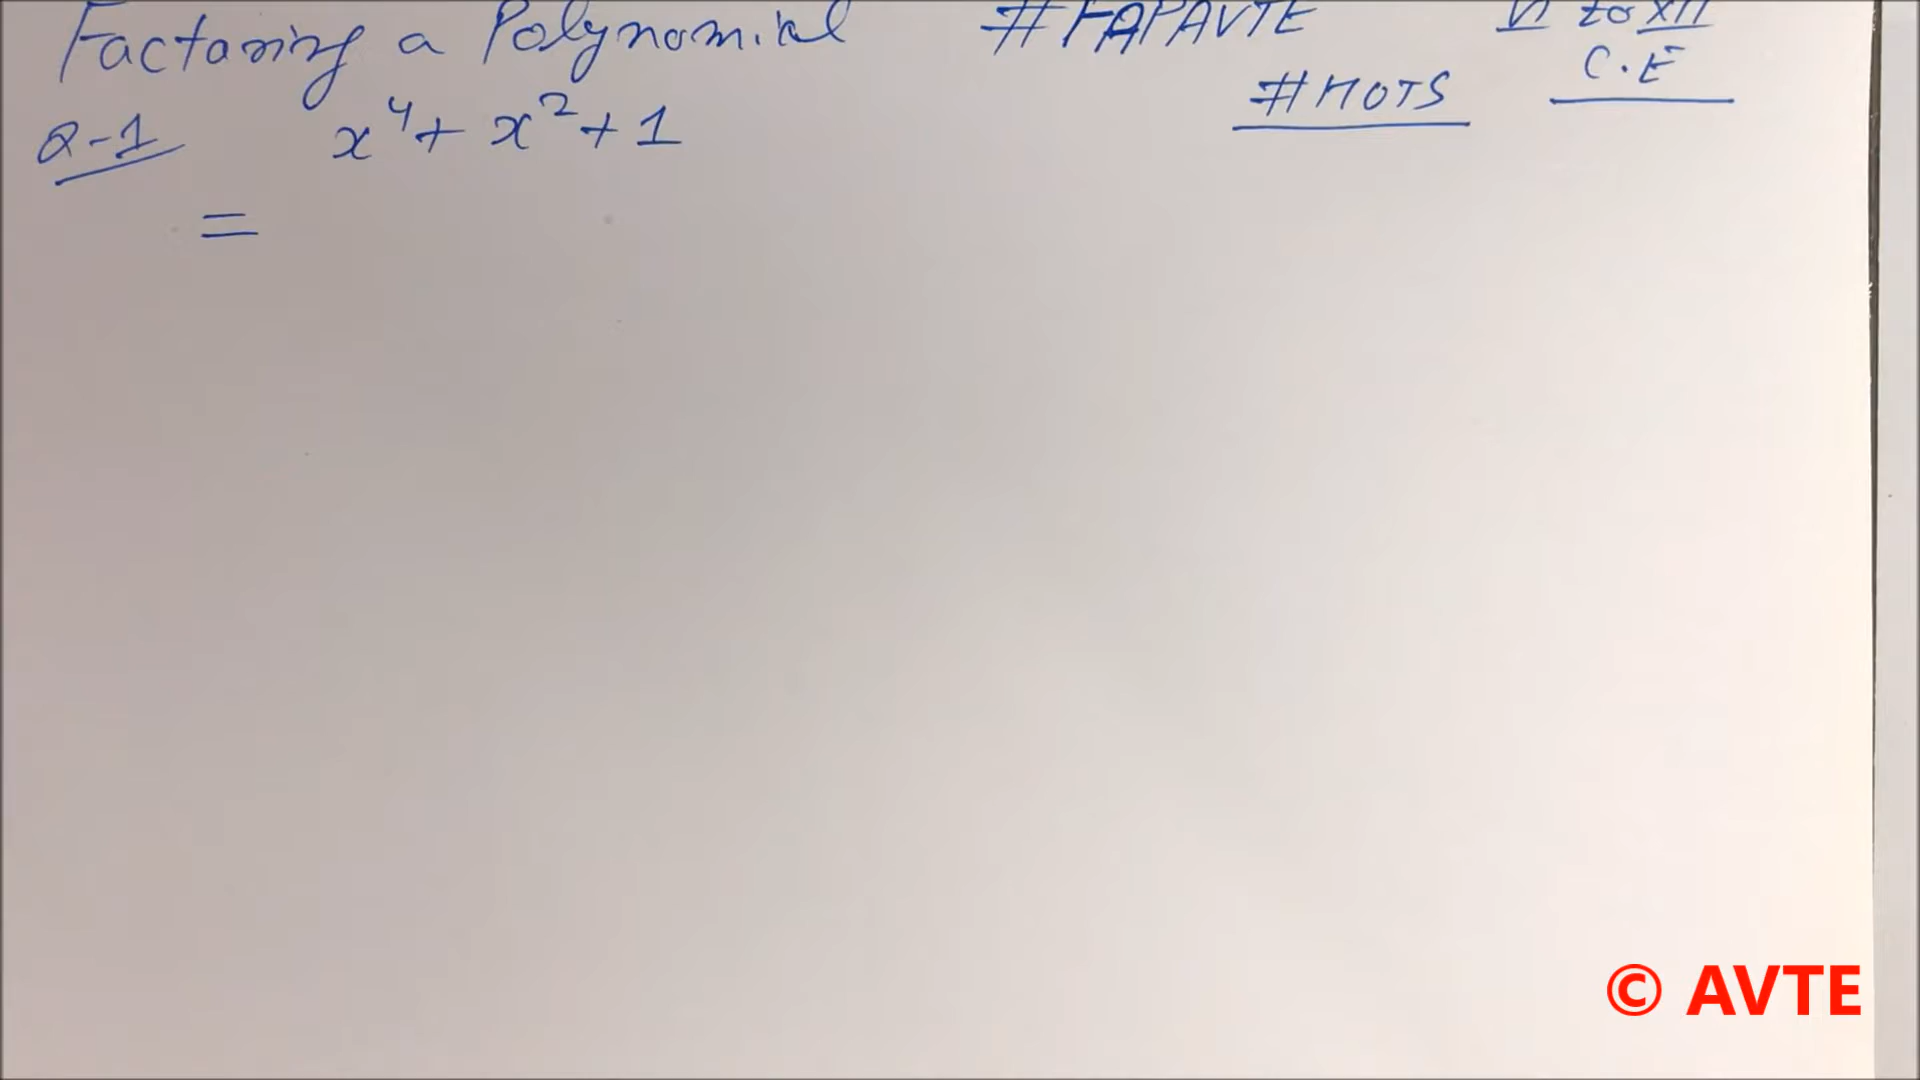 Factoring a Polynomial #FAPAVTE VI to XII
C.E
#HOTS
Q-1 x⁴ + x² + 1
=
© AVTE